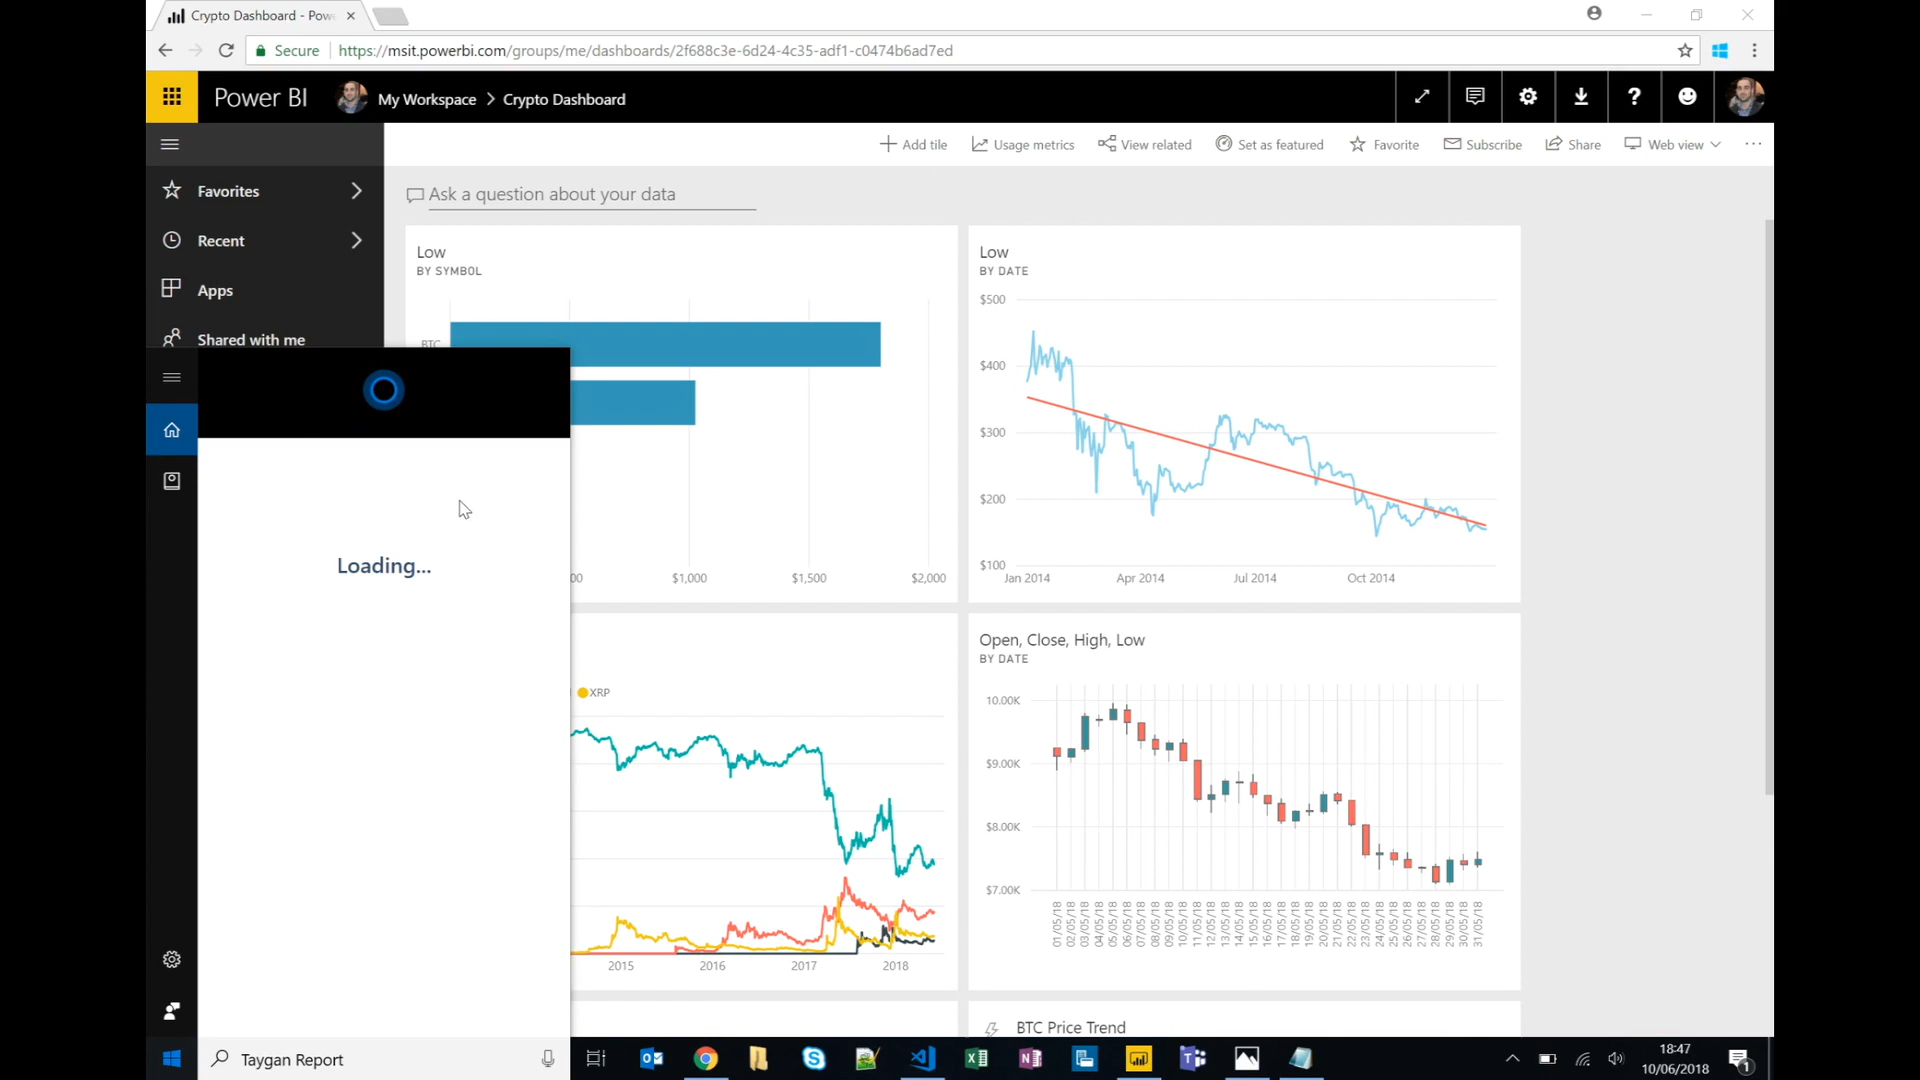 Crypto Dashboard - Pow
Secure
https://msit.powerbi.com/groups/me/dashboards/2f688c3e-6d24-4c35-adf1-c0474b6ad7ed
Power BI
My Workspace > Crypto Dashboard
Add tile
Usage metrics
View related
Set as featured
Favorite
Subscribe
Share
Web view
Favorites
Recent
Apps
Shared with me
Ask a question about your data
Low
BY SYMBOL
BTC
00
$1,000
$1,500
$2,000
Low
BY DATE
$500
$400
$300
$200
$100
Jan 2014
Apr 2014
Jul 2014
Oct 2014
Loading...
XRP
2015
2016
2017
2018
Open, Close, High, Low
BY DATE
10.00K
$9.00K
$8.00K
$7.00K
01/05/18
02/05/18
03/05/18
04/05/18
05/05/18
06/05/18
07/05/18
08/05/18
09/05/18
10/05/18
11/05/18
12/05/18
13/05/18
14/05/18
15/05/18
16/05/18
17/05/18
18/05/18
19/05/18
20/05/18
21/05/18
22/05/18
23/05/18
24/05/18
25/05/18
26/05/18
27/05/18
28/05/18
29/05/18
30/05/18
31/05/18
BTC Price Trend
Taygan Report
18:47
10/06/2018
1